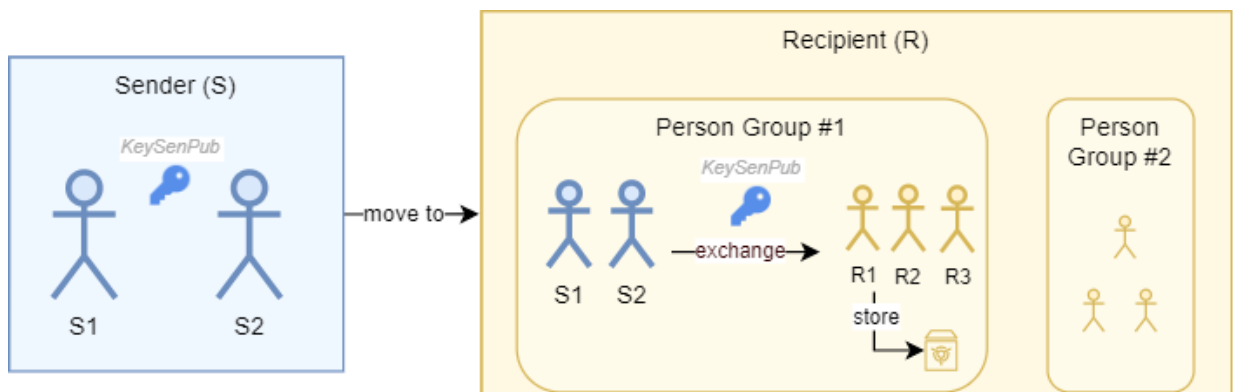 Sender (S)
KeySenPub
S1
S2
move to
Recipient (R)
Person Group #1
KeySenPub
S1
S2
exchange
R1
R2
R3
store
Person
Group #2